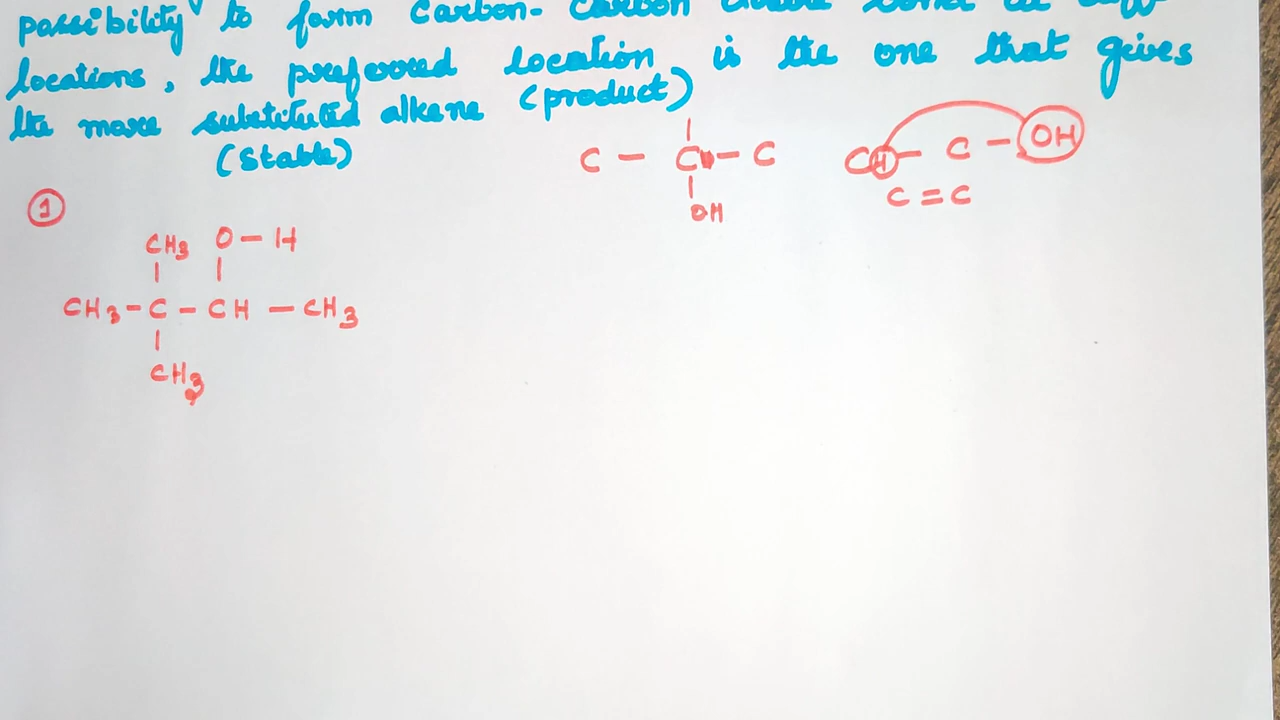 possibility to form carbon - carbon
locations, the preferred location is the one that gives
the more substituted alkene (product)
(stable)
C - C - C
OH
CH - C - OH
C = C
1
CH3 O - H
CH3 - C - CH - CH3
CH3